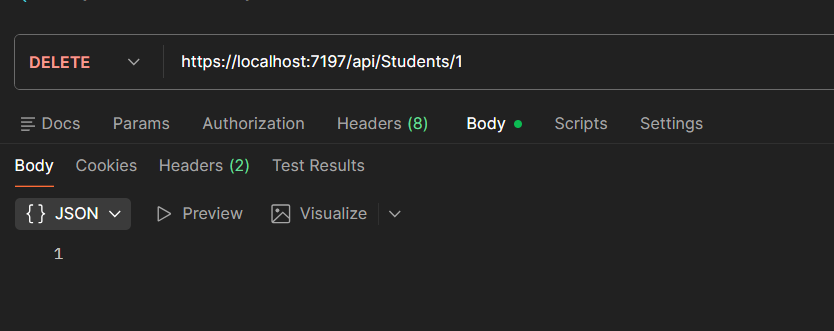 DELETE https://localhost:7197/api/Students/1
Docs Params Authorization Headers (8) Body Scripts Settings
Body Cookies Headers (2) Test Results
{} JSON Preview Visualize
1